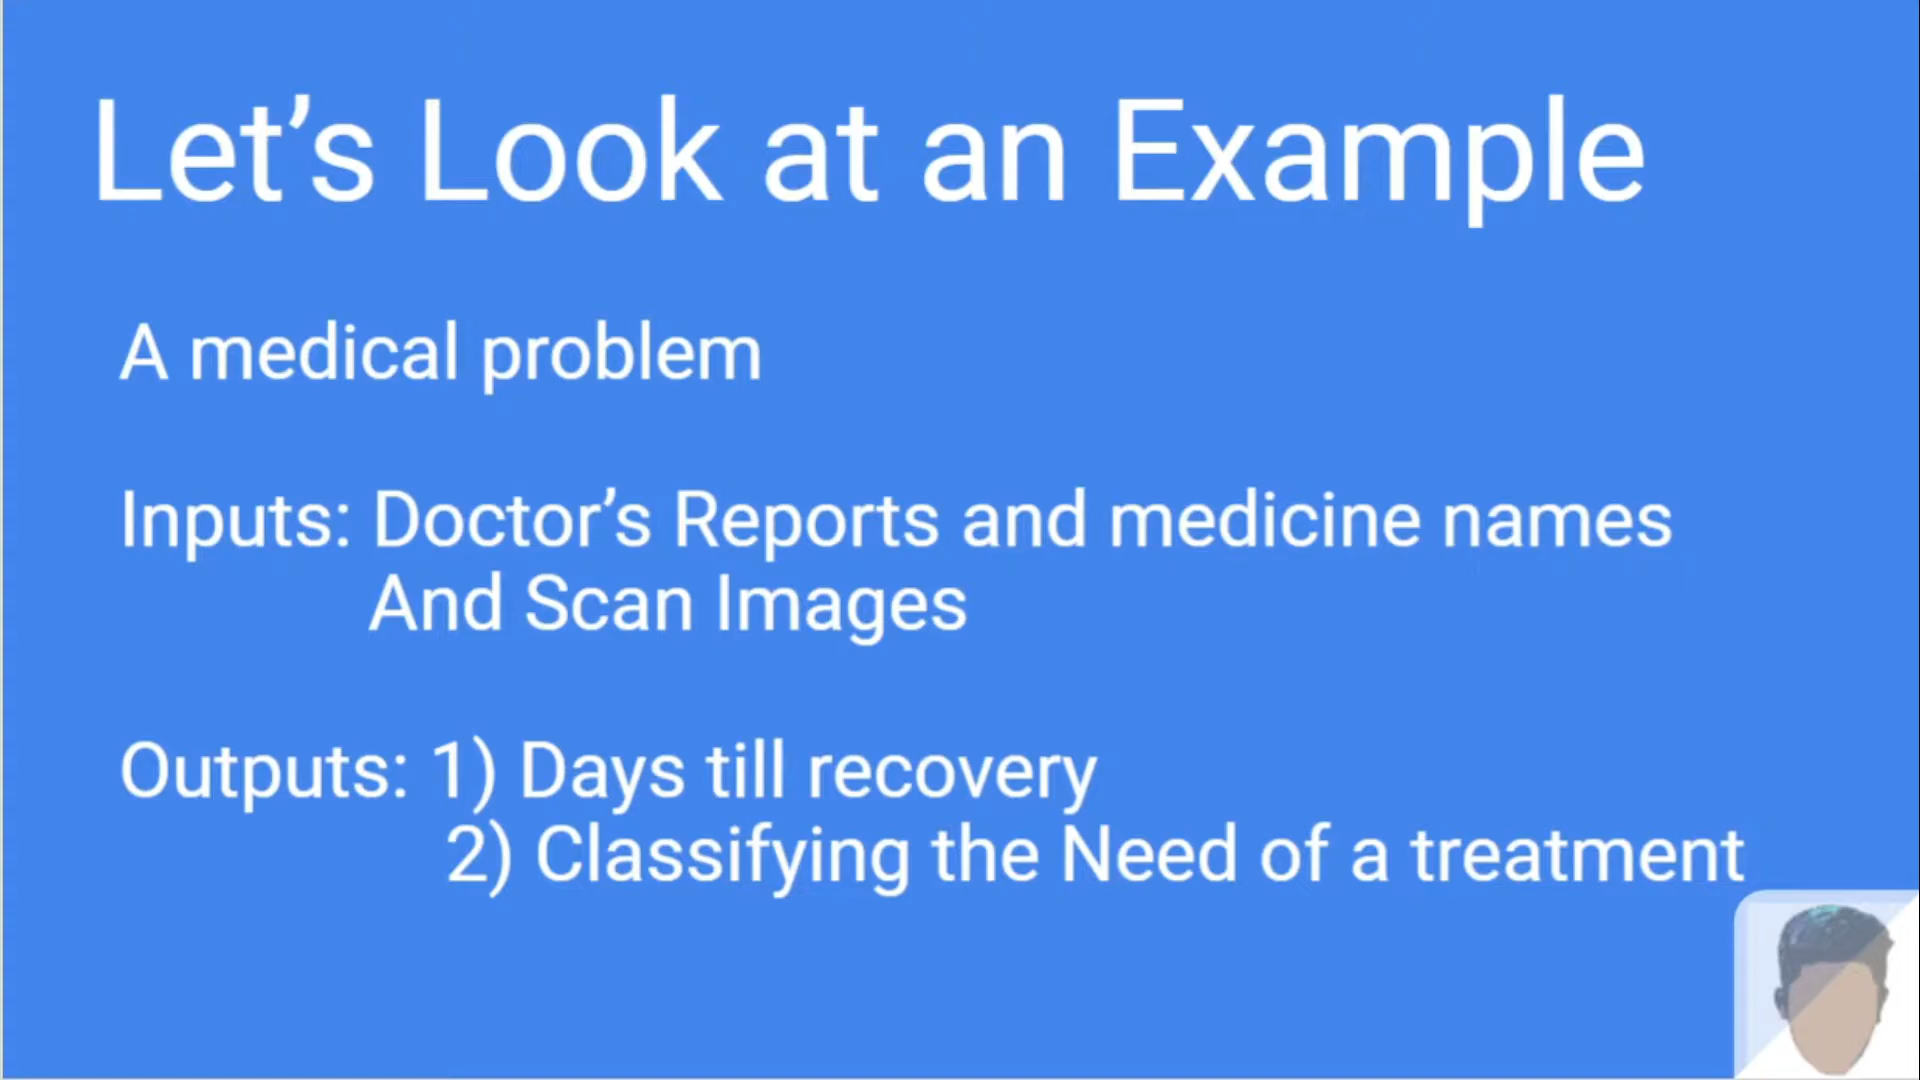 Let’s Look at an Example
A medical problem
Inputs: Doctor’s Reports and medicine names
And Scan Images
Outputs: 1) Days till recovery
2) Classifying the Need of a treatment